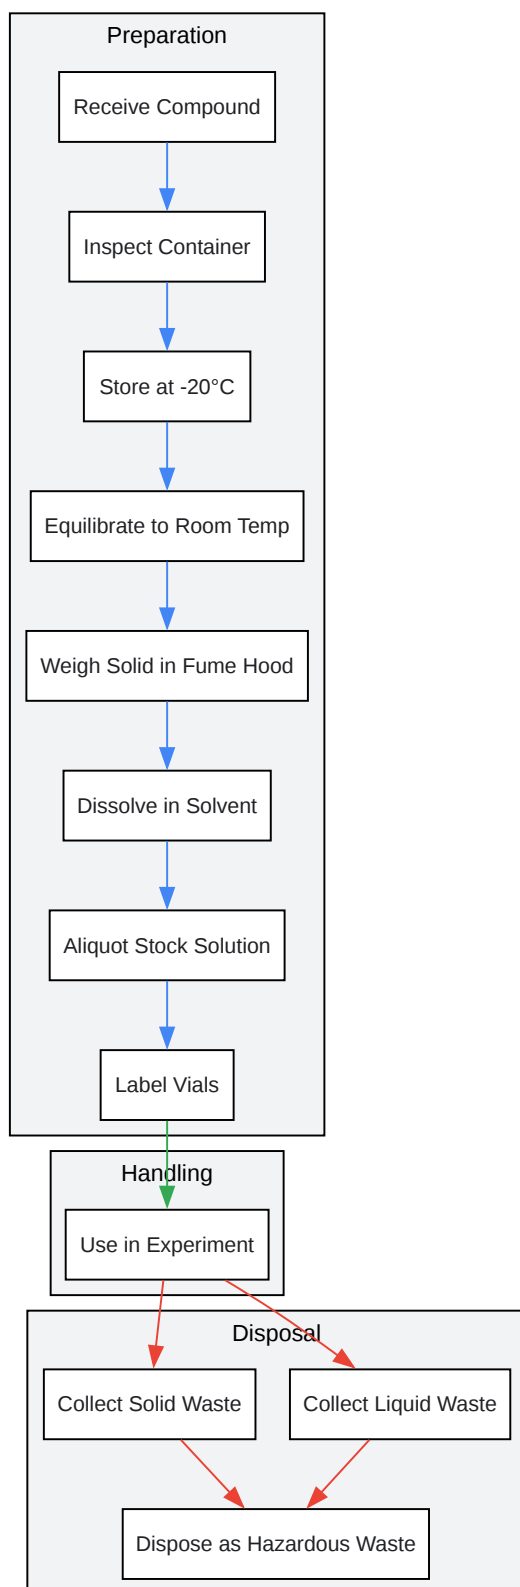 Preparation
Receive Compound
Inspect Container
Store at -20°C
Equilibrate to Room Temp
Weigh Solid in Fume Hood
Dissolve in Solvent
Aliquot Stock Solution
Label Vials
Handling
Use in Experiment
Disposal
Collect Solid Waste
Collect Liquid Waste
Dispose as Hazardous Waste